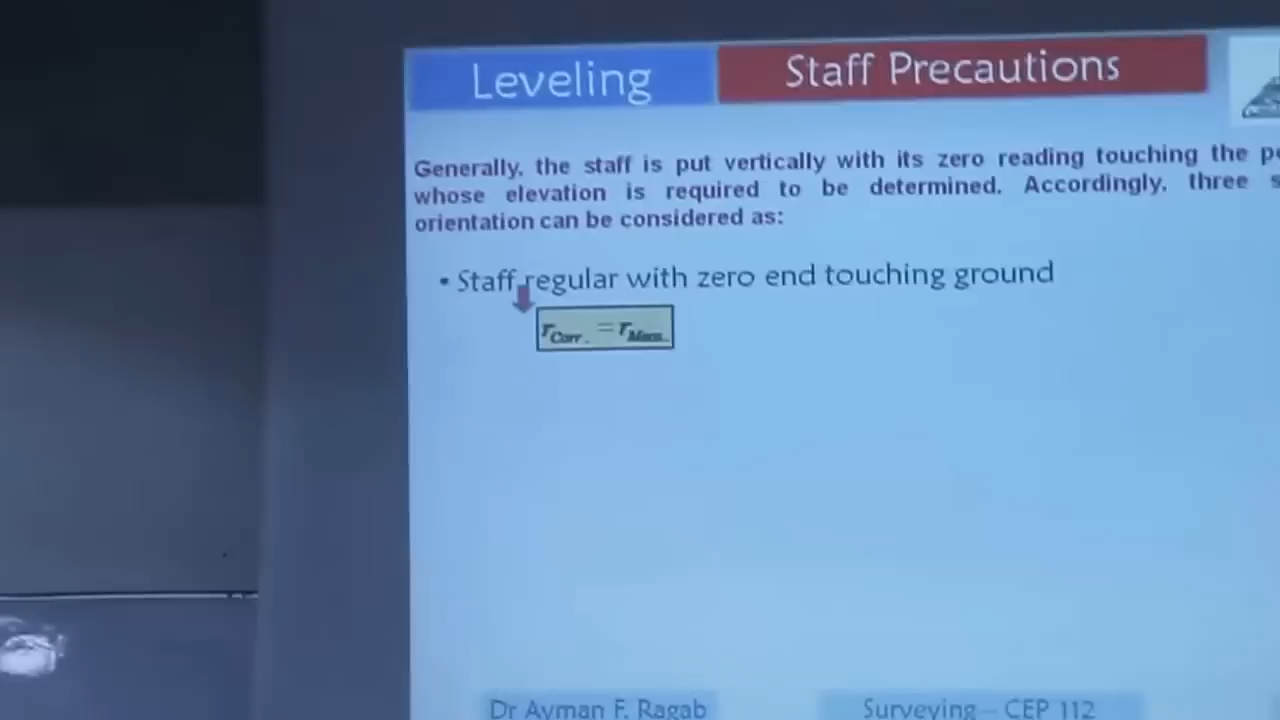 Leveling
Staff Precautions
Generally, the staff is put vertically with its zero reading touching the
whose elevation is required to be determined. Accordingly, three
orientation can be considered as:
• Staff regular with zero end touching ground
r Corr. = r Meas.
Dr Ayman F. Ragab
Surveying – CEP 112